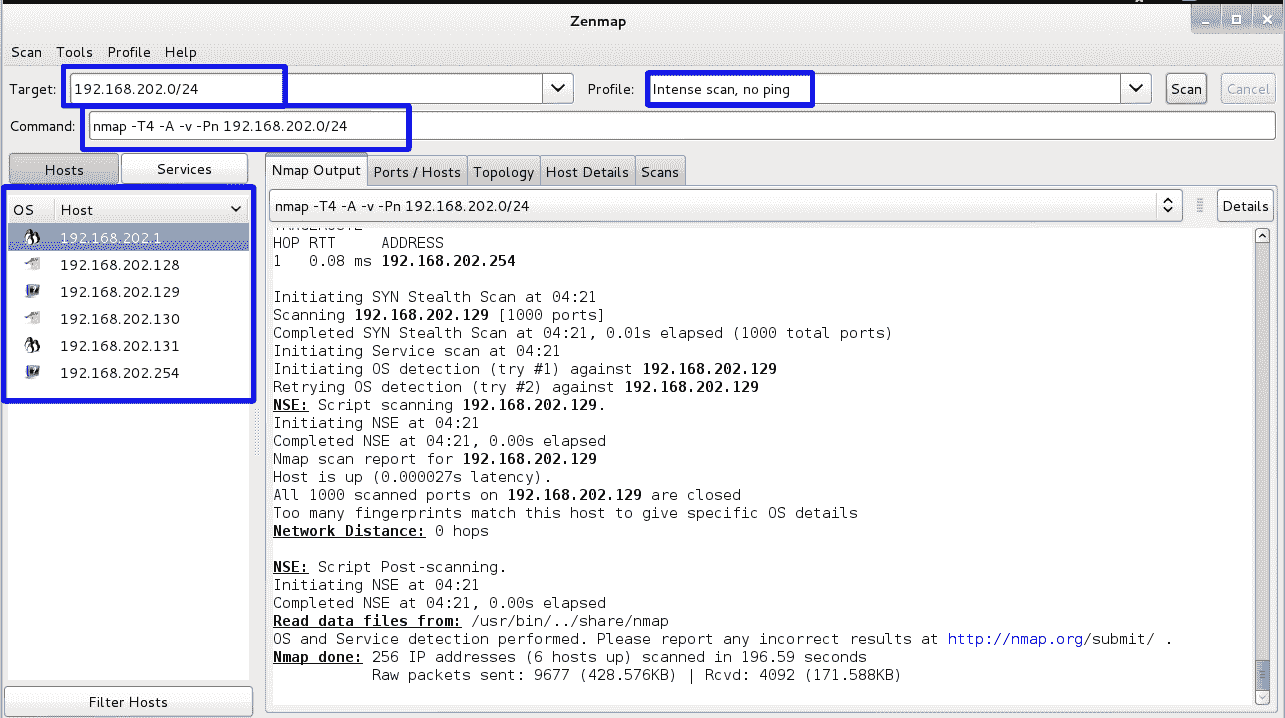 Zenmap
Scan Tools Profile Help
Target: 192.168.202.0/24 Profile: Intense scan, no ping Scan Cancel
Command: nmap -T4 -A -v -Pn 192.168.202.0/24
Hosts Services
OS Host
192.168.202.1
192.168.202.128
192.168.202.129
192.168.202.130
192.168.202.131
192.168.202.254
Filter Hosts
Nmap Output Ports / Hosts Topology Host Details Scans
nmap -T4 -A -v -Pn 192.168.202.0/24 Details
TRACEROUTE
HOP RTT ADDRESS
1 0.08 ms 192.168.202.254
Initiating SYN Stealth Scan at 04:21
Scanning 192.168.202.129 [1000 ports]
Completed SYN Stealth Scan at 04:21, 0.01s elapsed (1000 total ports)
Initiating Service scan at 04:21
Initiating OS detection (try #1) against 192.168.202.129
Retrying OS detection (try #2) against 192.168.202.129
NSE: Script scanning 192.168.202.129.
Initiating NSE at 04:21
Completed NSE at 04:21, 0.00s elapsed
Nmap scan report for 192.168.202.129
Host is up (0.000027s latency).
All 1000 scanned ports on 192.168.202.129 are closed
Too many fingerprints match this host to give specific OS details
Network Distance: 0 hops
NSE: Script Post-scanning.
Initiating NSE at 04:21
Completed NSE at 04:21, 0.00s elapsed
Read data files from: /usr/bin/../share/nmap
OS and Service detection performed. Please report any incorrect results at http://nmap.org/submit/ .
Nmap done: 256 IP addresses (6 hosts up) scanned in 196.59 seconds
Raw packets sent: 9677 (428.576KB) | Rcvd: 4092 (171.588KB)